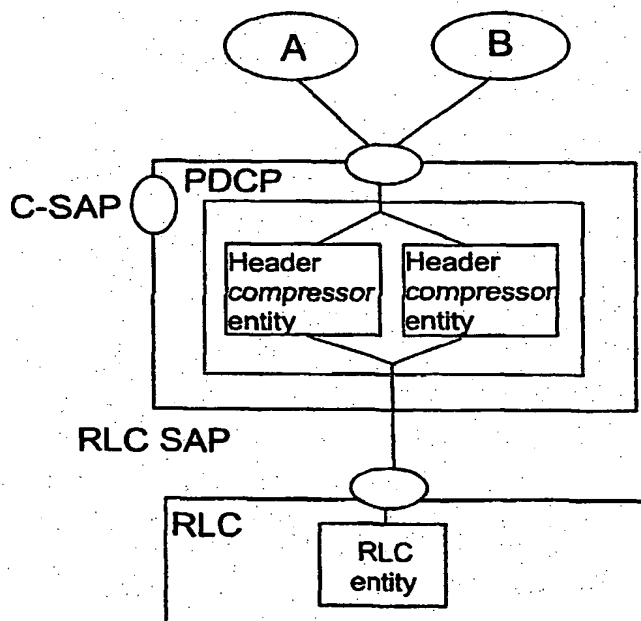 A
B
PDCP
C-SAP
Header
compressor
entity
Header
compressor
entity
RLC SAP
RLC
RLC
entity